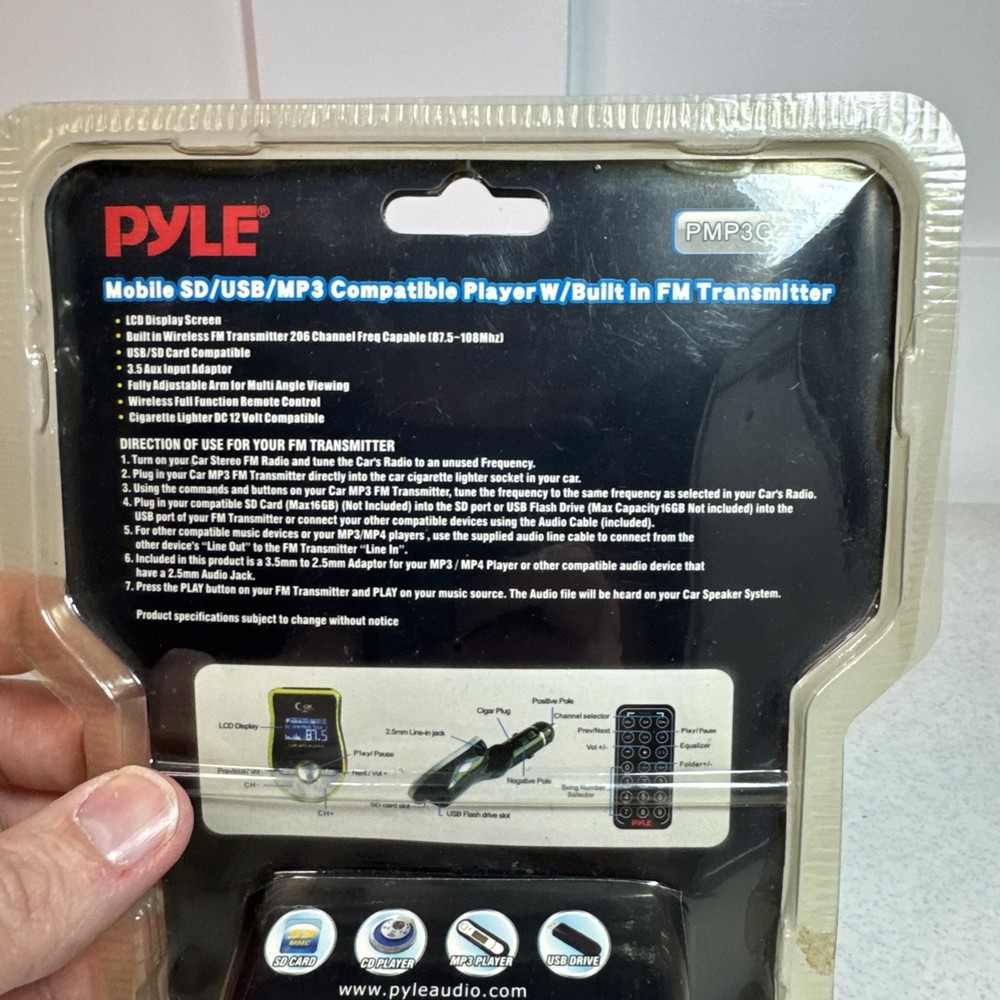 PYLE®
PMP3
Mobile SD/USB/MP3 Compatible Player W/Built in FM Transmitter
• LCD Display Screen
• Built in Wireless FM Transmitter 206 Channel Freq Capable (87.5~108Mhz)
• USB/SD Card Compatible
• 3.5 Aux Input Adaptor
• Fully Adjustable Arm for Multi Angle Viewing
• Wireless Full Function Remote Control
• Cigarette Lighter DC 12 Volt Compatible
DIRECTION OF USE FOR YOUR FM TRANSMITTER
1. Turn on your Car Stereo FM Radio and tune the Car's Radio to an unused Frequency.
2. Plug in your Car MP3 FM Transmitter directly into the car cigarette lighter socket in your car.
3. Using the commands and buttons on your Car MP3 FM Transmitter, tune the frequency to the same frequency as selected in your Car's Radio.
4. Plug in your compatible SD Card (Max16GB) (Not Included) into the SD port or USB Flash Drive (Max Capacity16GB Not included) into the
USB port of your FM Transmitter or connect your other compatible devices using the Audio Cable (included).
5. For other compatible music devices or your MP3/MP4 players , use the supplied audio line cable to connect from the
other device's "Line Out" to the FM Transmitter "Line In".
6. Included in this product is a 3.5mm to 2.5mm Adaptor for your MP3 / MP4 Player or other compatible audio device that
have a 2.5mm Audio Jack.
7. Press the PLAY button on your FM Transmitter and PLAY on your music source. The Audio file will be heard on your Car Speaker System.
Product specifications subject to change without notice
LCD Display
87.5
Play/ Pause
Previous/ Vol -
Next / Vol +
CH-
CH+
2.5mm Line-in jack
Cigar Plug
Positive Pole
Negative Pole
SD card slot
USB Flash drive slot
Channel selector
Prev/Next
Vol +/-
Song Number
Selector
Play/ Pause
Equalizer
Folder+/-
PYLE
SD
MMC
SD CARD
CD PLAYER
MP3 PLAYER
USB DRIVE
www.pyleaudio.com